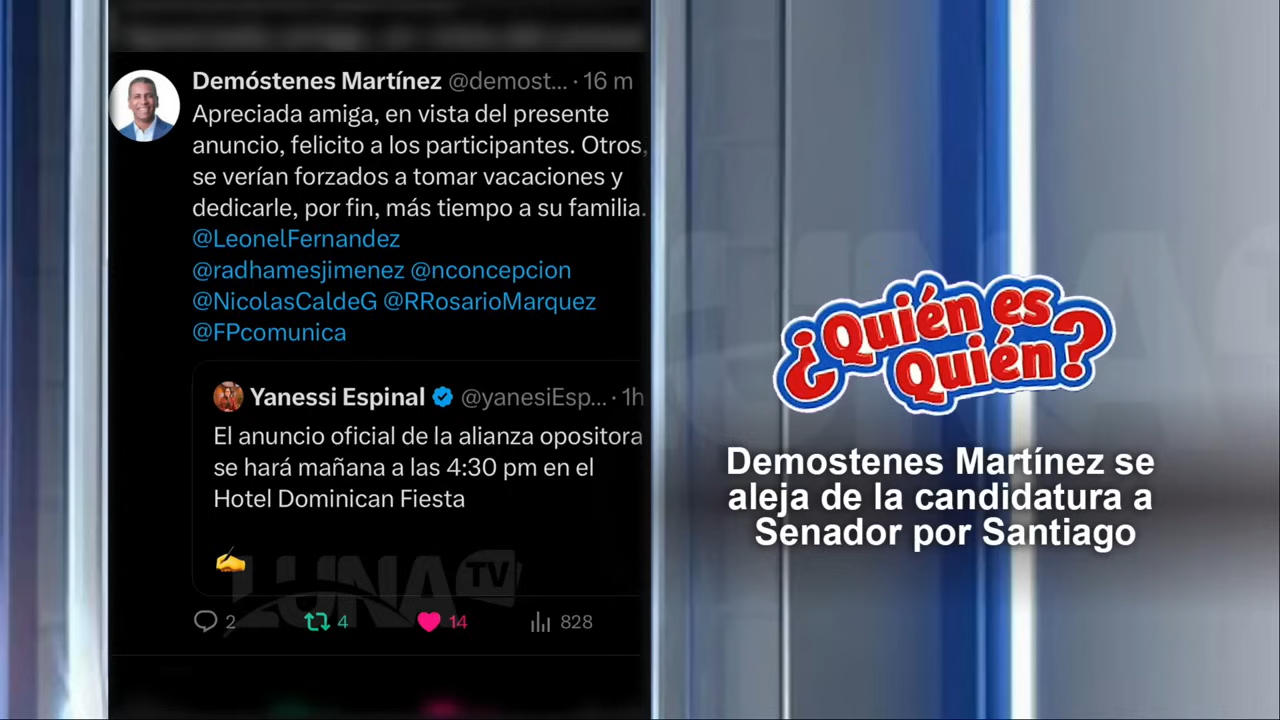 Demóstenes Martínez @demost... · 16 m
Apreciada amiga, en vista del presente
anuncio, felicito a los participantes. Otros,
se verían forzados a tomar vacaciones y
dedicarle, por fin, más tiempo a su familia.
@LeonelFernandez
@radhamesjimenez @nconcepcion
@NicolasCaldeG @RRosarioMarquez
@FPcomunica
Yanessi Espinal @yanesiEsp... · 1h
El anuncio oficial de la alianza opositora
se hará mañana a las 4:30 pm en el
Hotel Dominican Fiesta
LUNA TV
2 4 14 828
¿Quién es
Quién?
Demostenes Martínez se
aleja de la candidatura a
Senador por Santiago